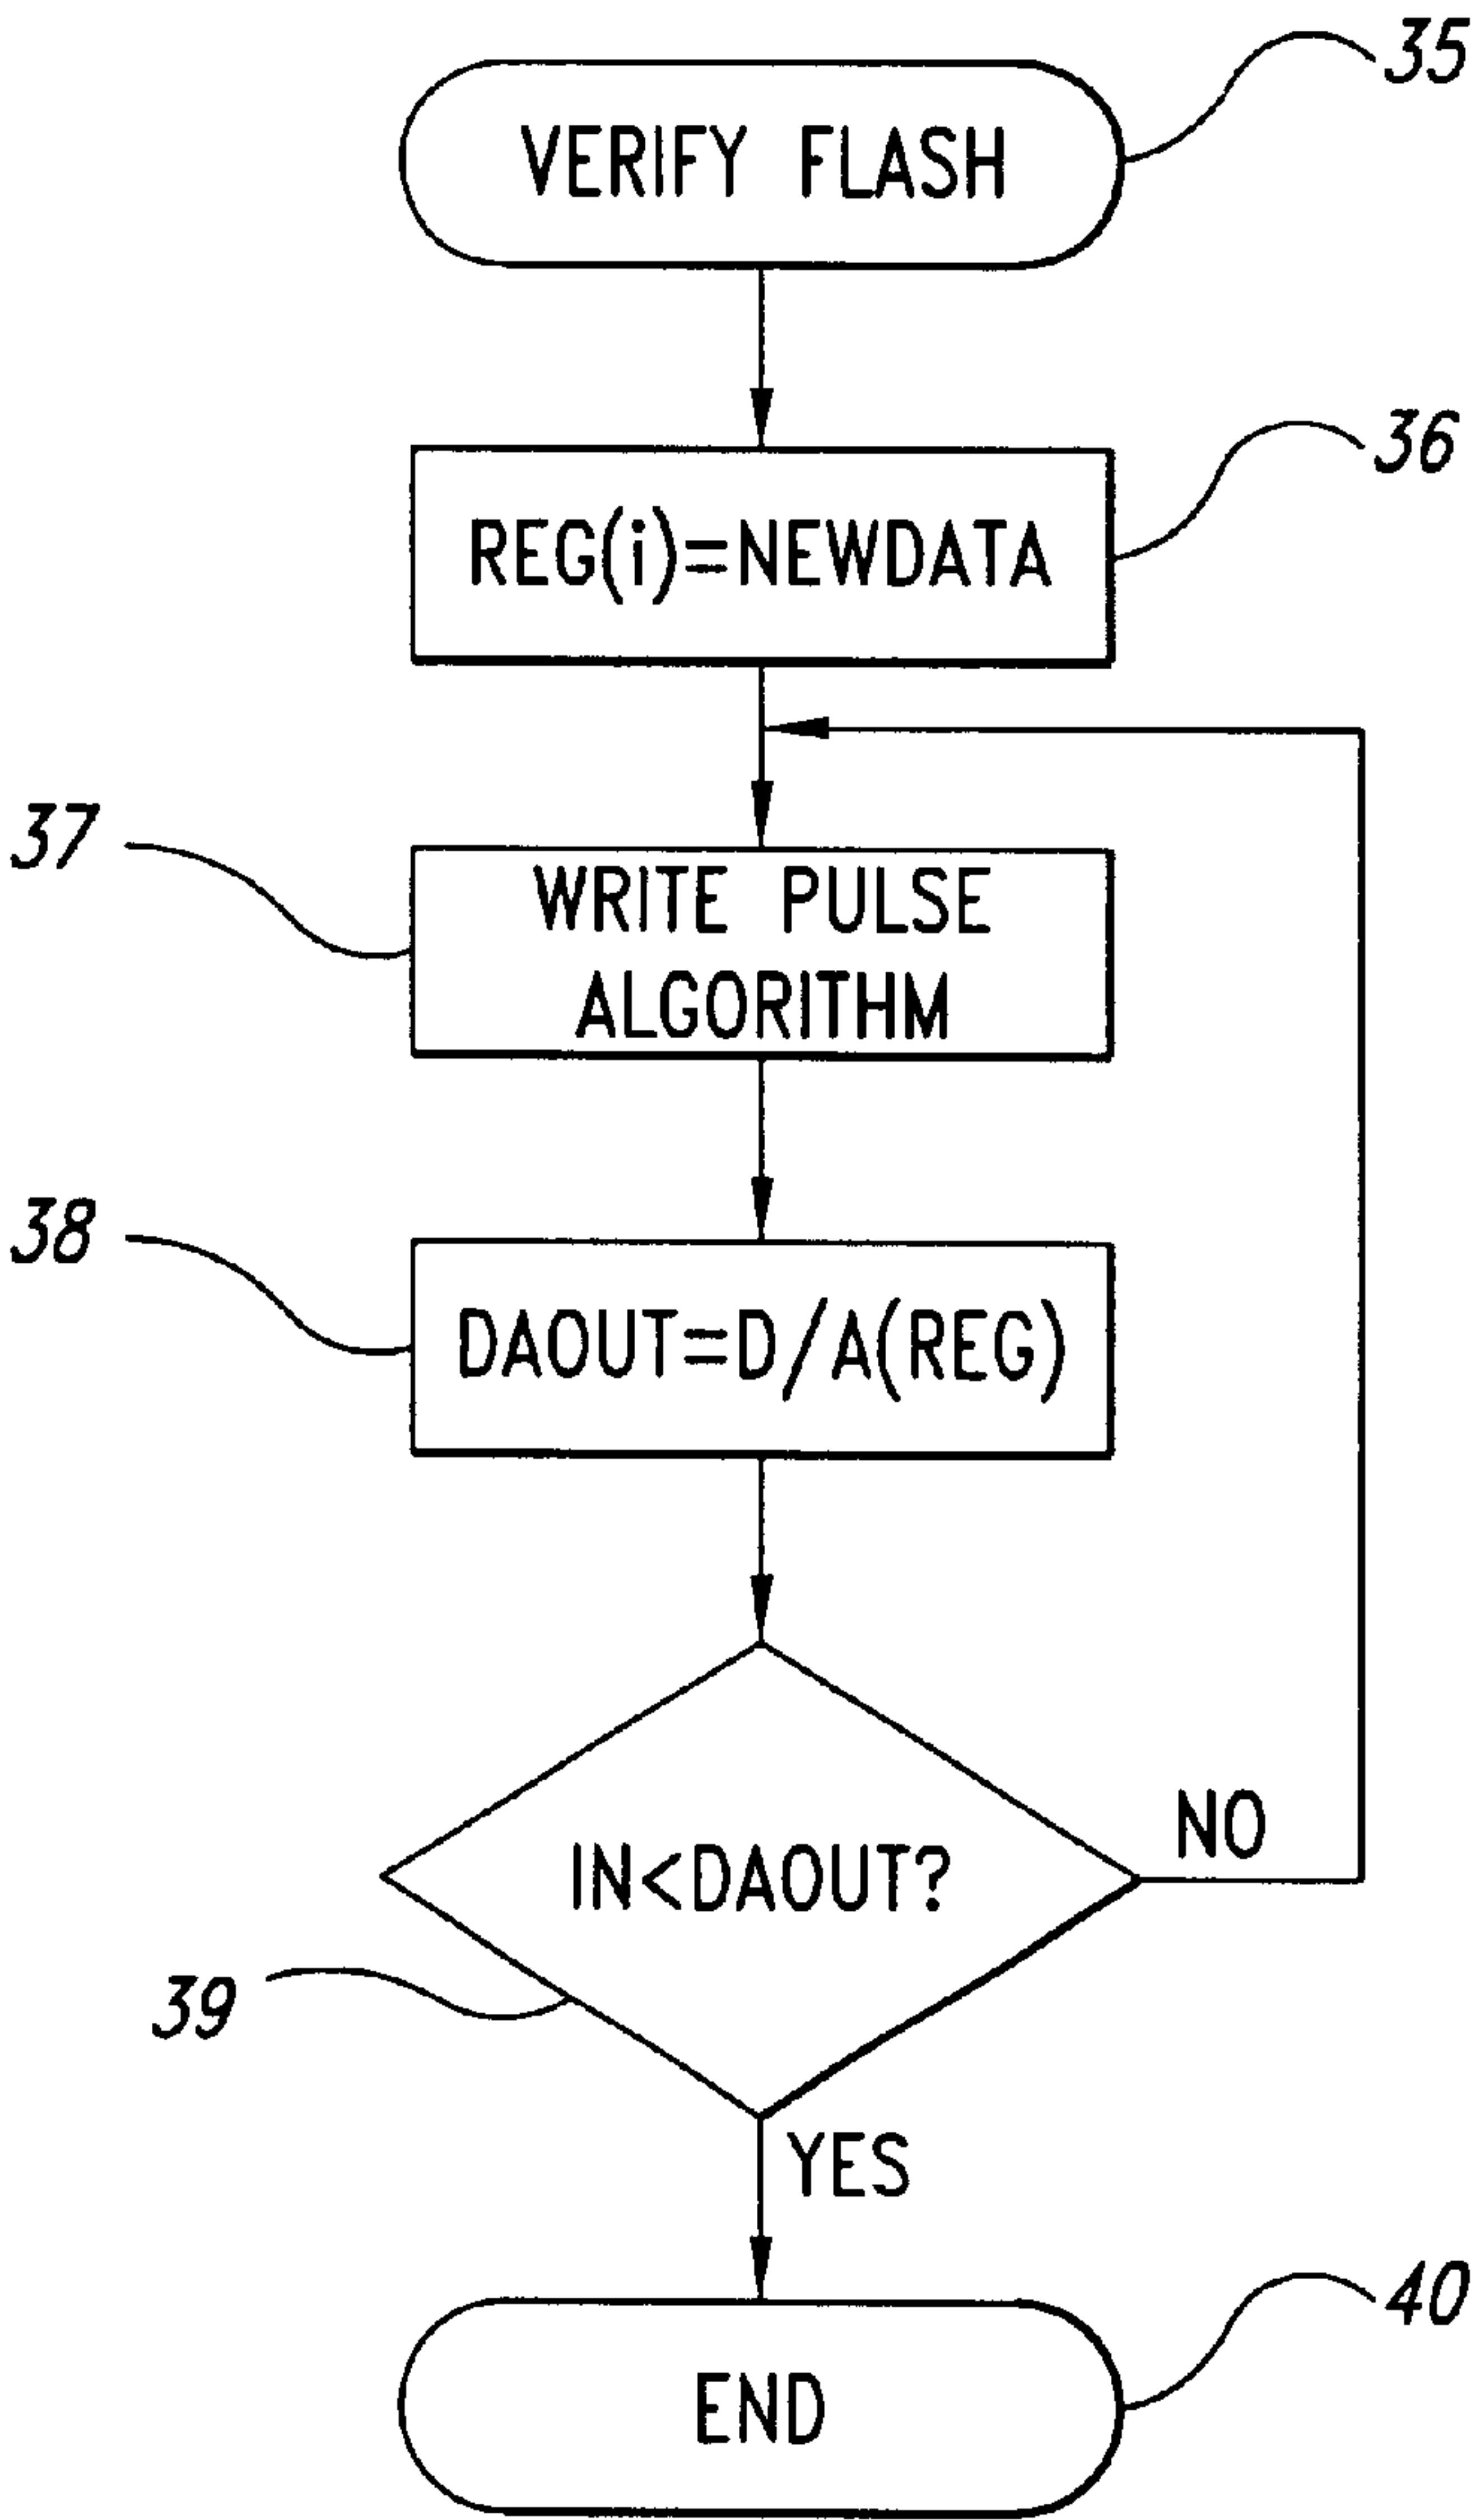 35
VERIFY FLASH
36
REG(i)=NEWDATA
37
WRITE PULSE
ALGORITHM
38
DAOUT=D/A(REG)
IN<DAOUT?
NO
39
YES
40
END